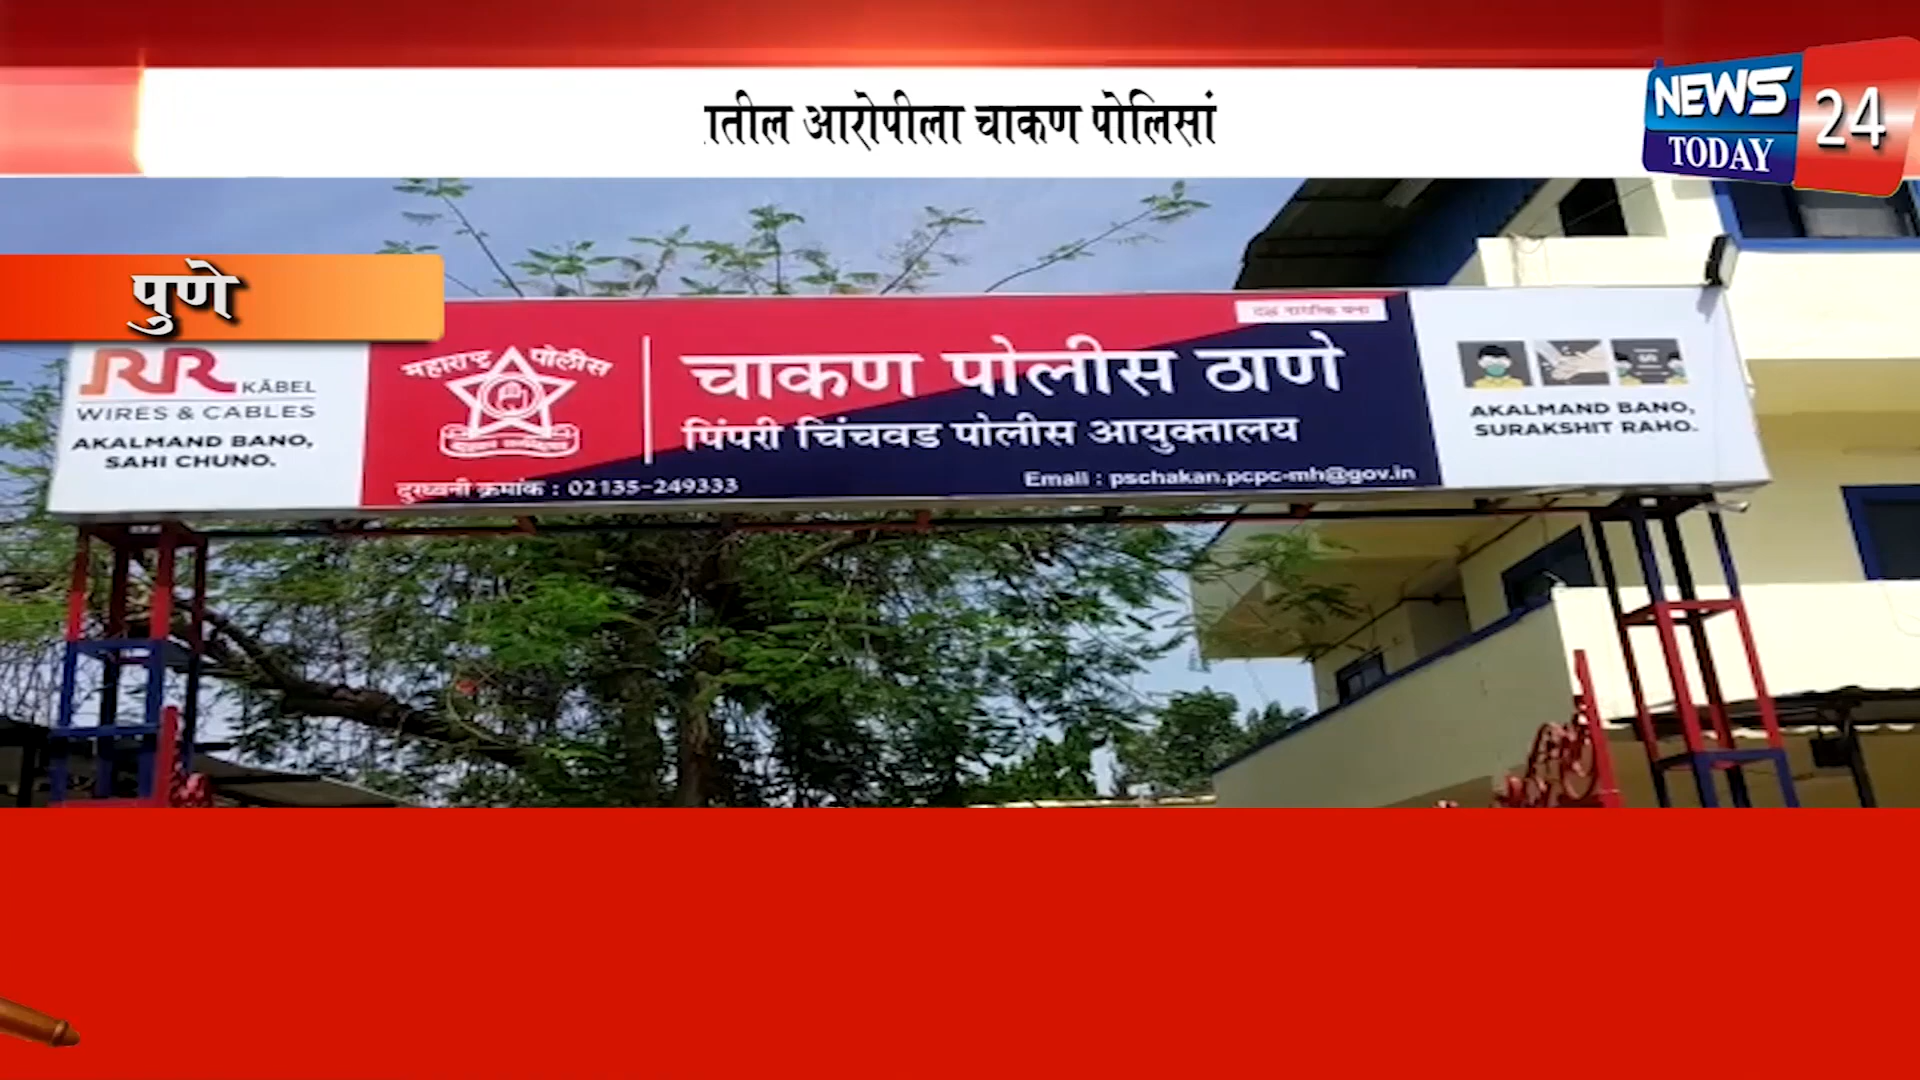 ातील आरोपीला चाकण पोलिसां
NEWS
TODAY
24
पुणे
RR KABEL
WIRES & CABLES
AKALMAND BANO,
SAHI CHUNO.
महाराष्ट्र पोलीस
चाकण पोलीस ठाणे
पिंपरी चिंचवड पोलीस आयुक्तालय
दुरध्वनी क्रमांक : 02135-249333
Email : pschakan.pcpc-mh@gov.in
AKALMAND BANO,
SURAKSHIT RAHO.